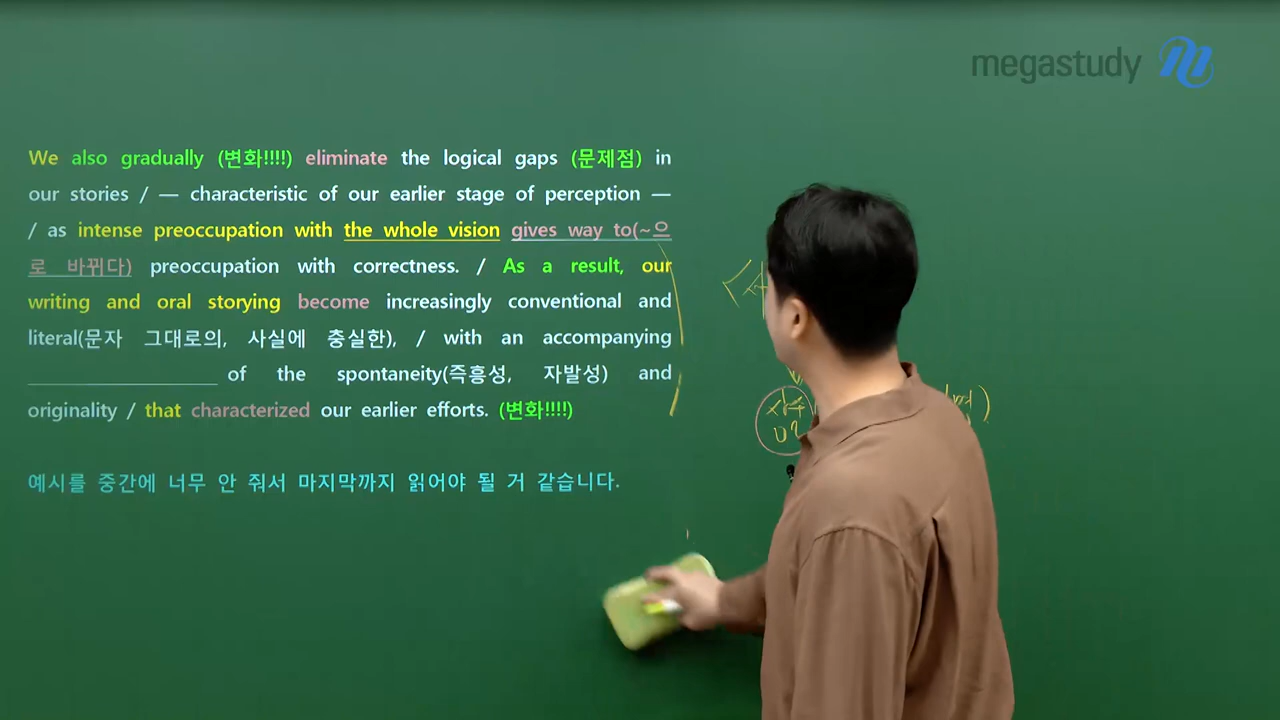 megastudy
We also gradually (변화!!!!) eliminate the logical gaps (문제점) in
our stories / — characteristic of our earlier stage of perception —
/ as intense preoccupation with the whole vision gives way to(~으
로 바뀌다) preoccupation with correctness. / As a result, our
writing and oral storying become increasingly conventional and
literal(문자 그대로의, 사실에 충실한), / with an accompanying
____________________ of the spontaneity(즉흥성, 자발성) and
originality / that characterized our earlier efforts. (변화!!!!)
예시를 중간에 너무 안 줘서 마지막까지 읽어야 될 거 같습니다.